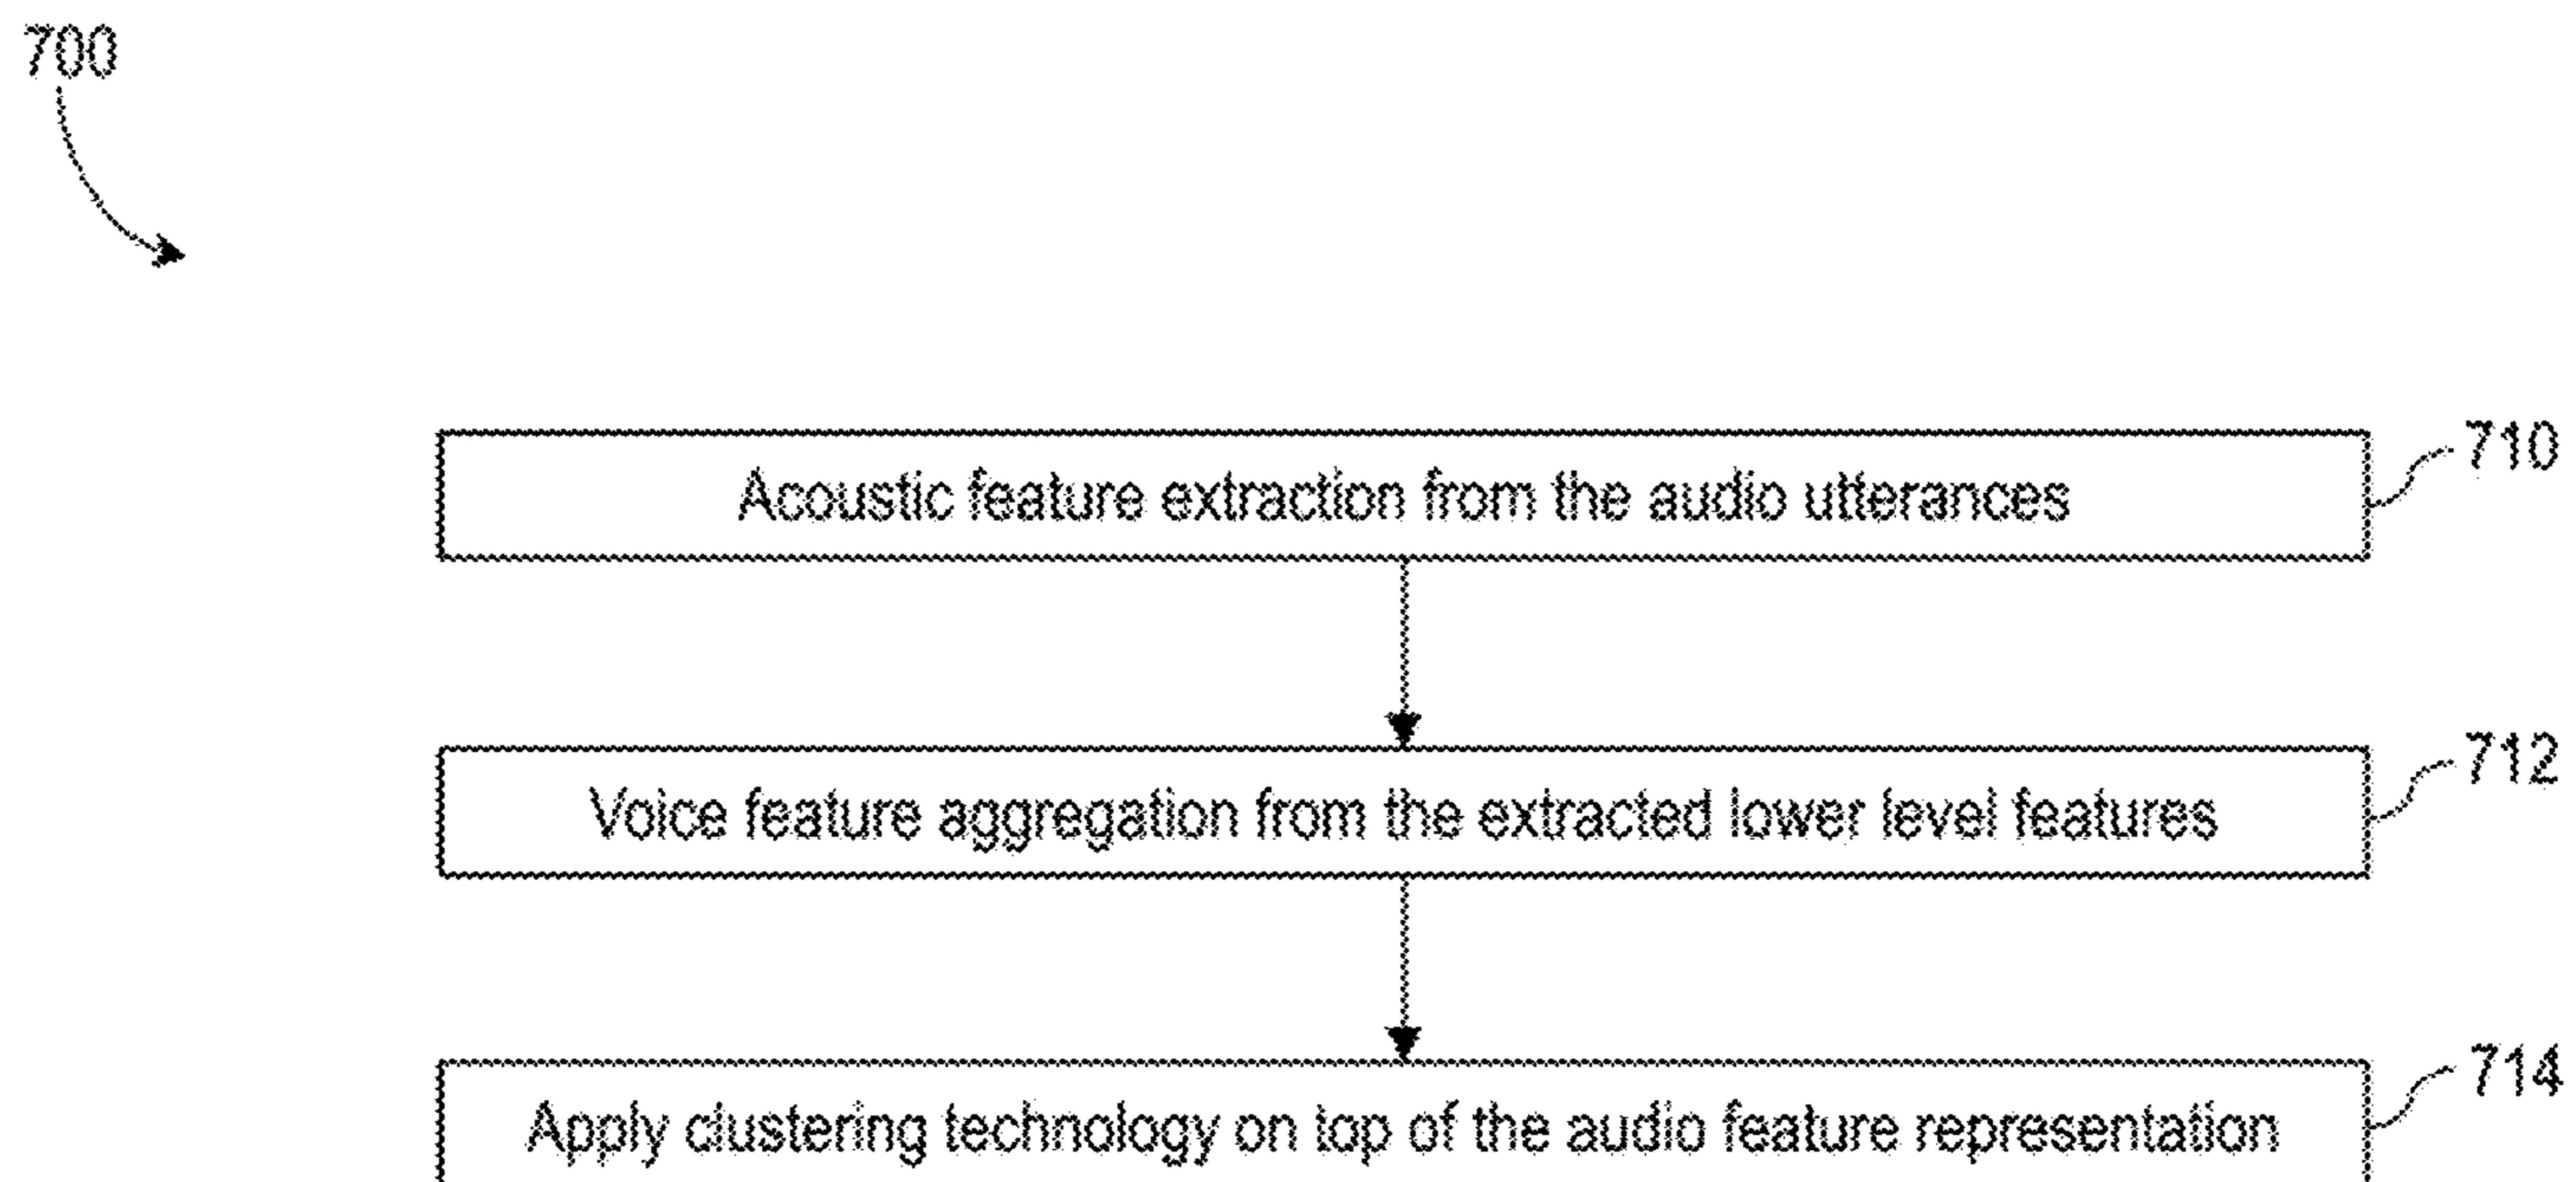 700
Acoustic feature extraction from the audio utterances
710
Voice feature aggregation from the extracted lower level features
712
Apply clustering technology on top of the audio feature representation
714